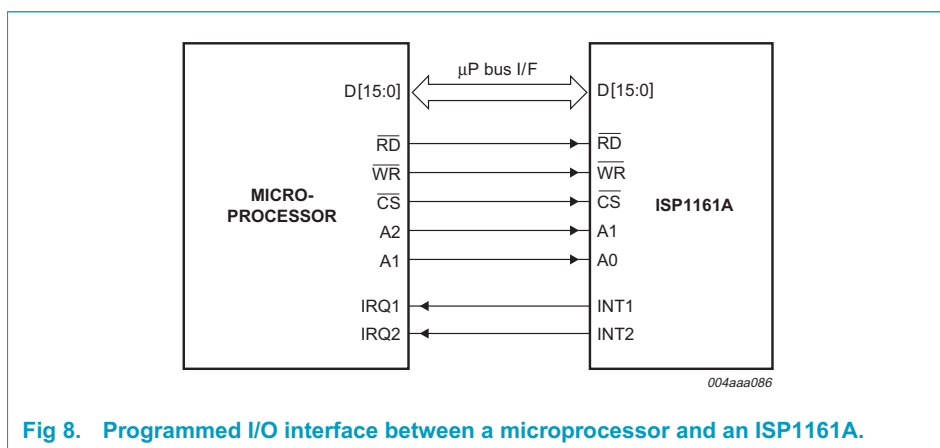 µP bus I/F
D[15:0] D[15:0]
RD RD
WR WR
MICRO-
PROCESSOR
CS CS
ISP1161A
A2 A1
A1 A0
IRQ1 INT1
IRQ2 INT2
004aaa086
Fig 8. Programmed I/O interface between a microprocessor and an ISP1161A.